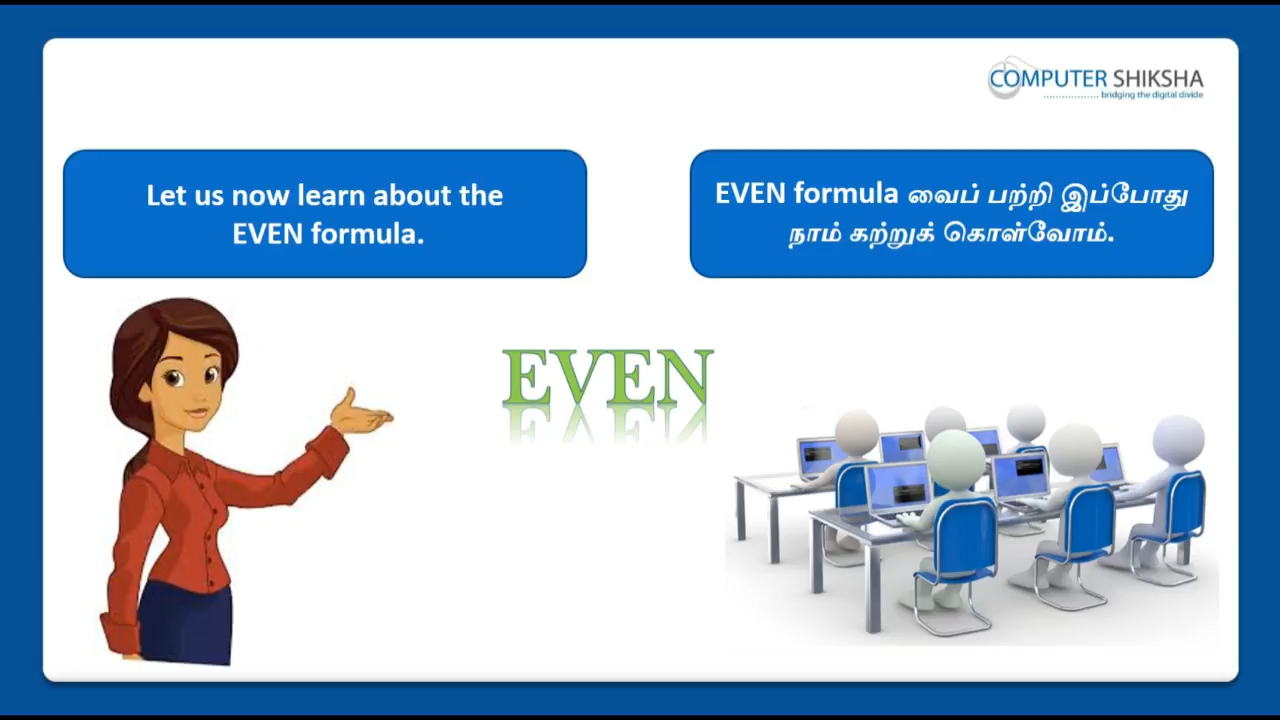 COMPUTER SHIKSHA
bridging the digital divide
Let us now learn about the
EVEN formula.
EVEN formula வைப் பற்றி இப்போது
நாம் கற்றுக் கொள்வோம்.
EVEN